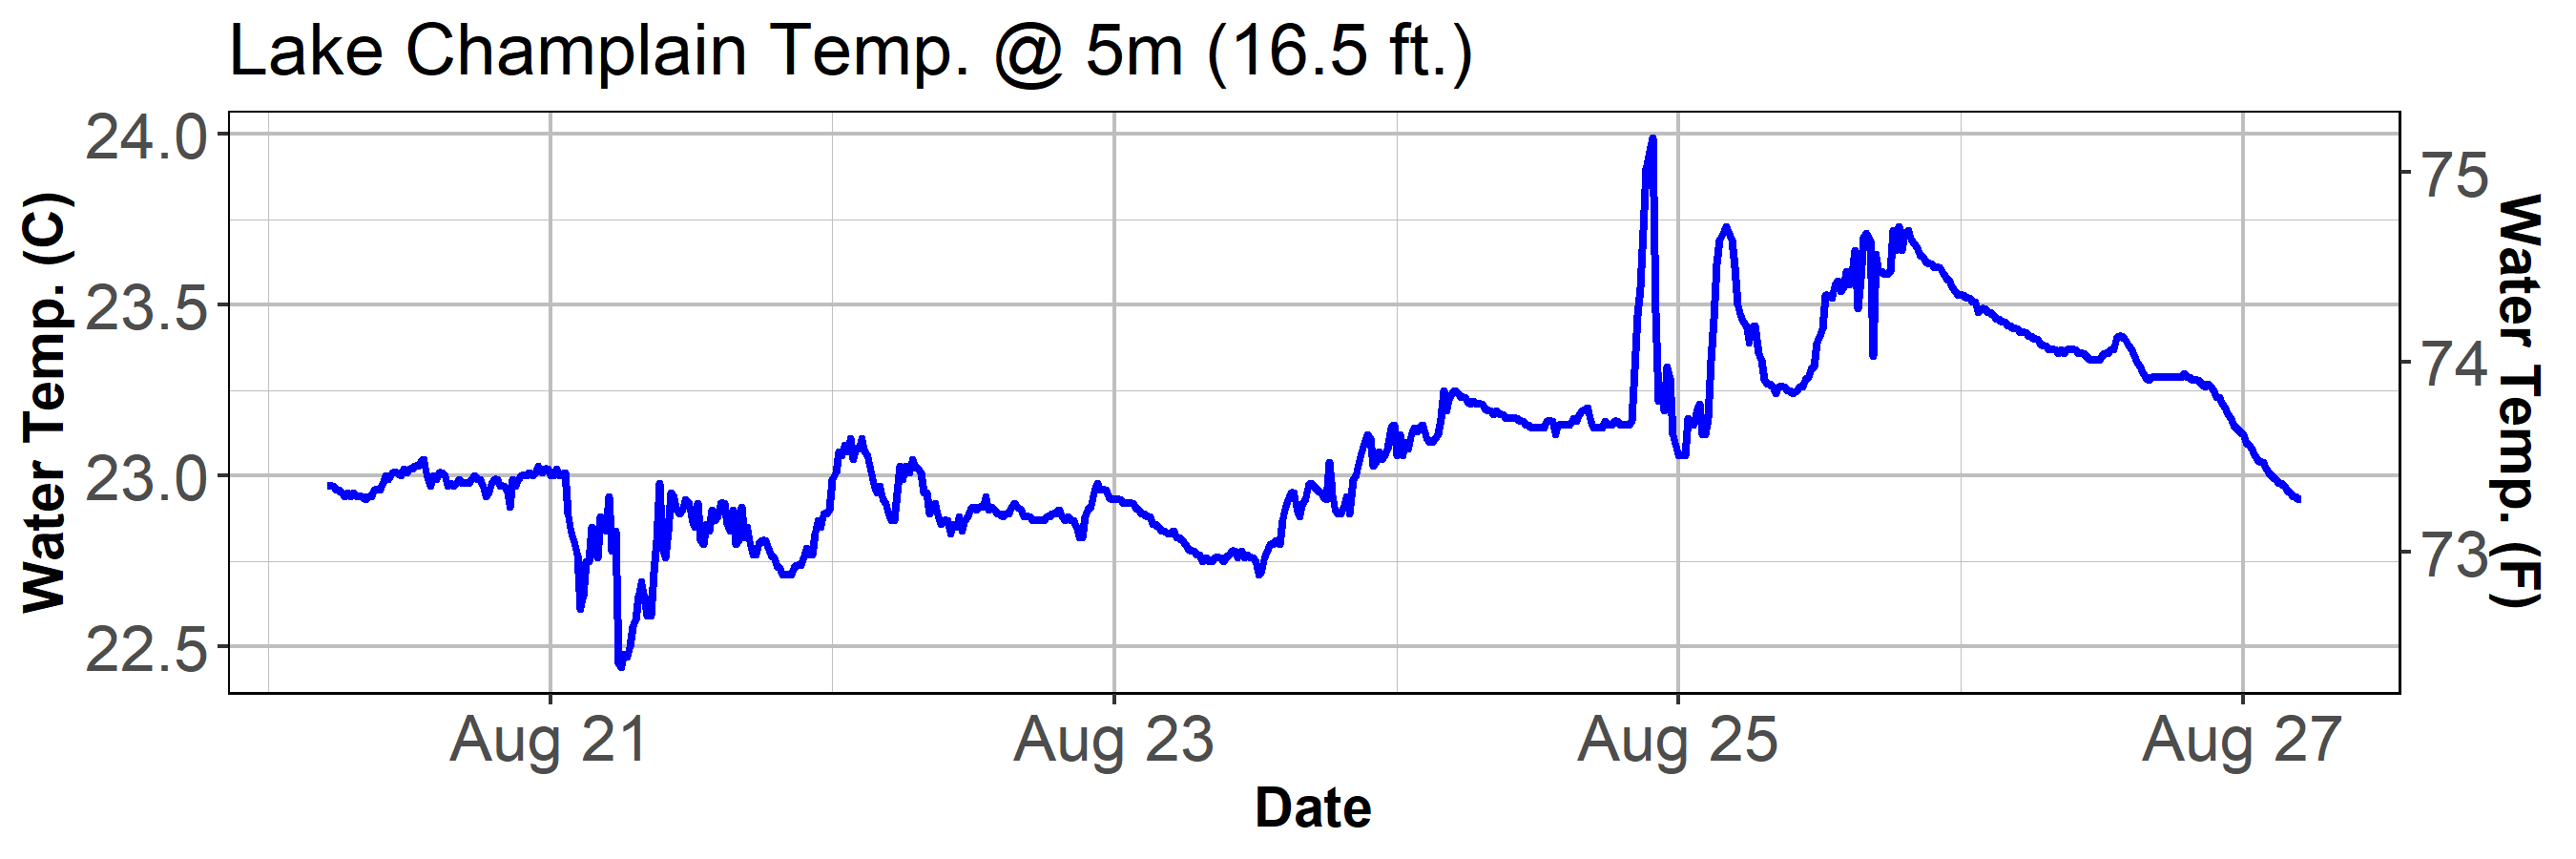 Lake Champlain Temp. @ 5m (16.5 ft.)
Water Temp. (C)
24.0
23.5
23.0
22.5
75
74
73
Water Temp. (F)
Aug 21 Aug 23 Aug 25 Aug 27
Date